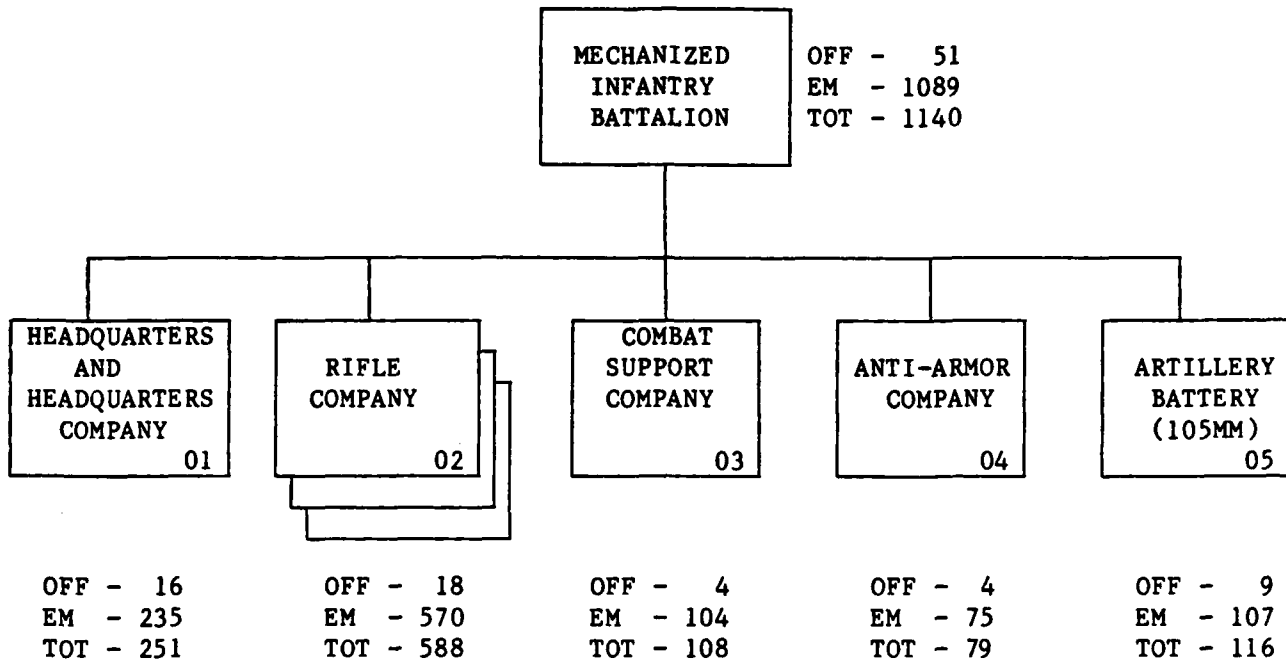 MECHANIZED
INFANTRY
BATTALION
OFF - 51
EM - 1089
TOT - 1140
HEADQUARTERS
AND
HEADQUARTERS
COMPANY
01
RIFLE
COMPANY
02
COMBAT
SUPPORT
COMPANY
03
ANTI-ARMOR
COMPANY
04
ARTILLERY
BATTERY
(105MM)
05
OFF - 16
EM - 235
TOT - 251
OFF - 18
EM - 570
TOT - 588
OFF - 4
EM - 104
TOT - 108
OFF - 4
EM - 75
TOT - 79
OFF - 9
EM - 107
TOT - 116